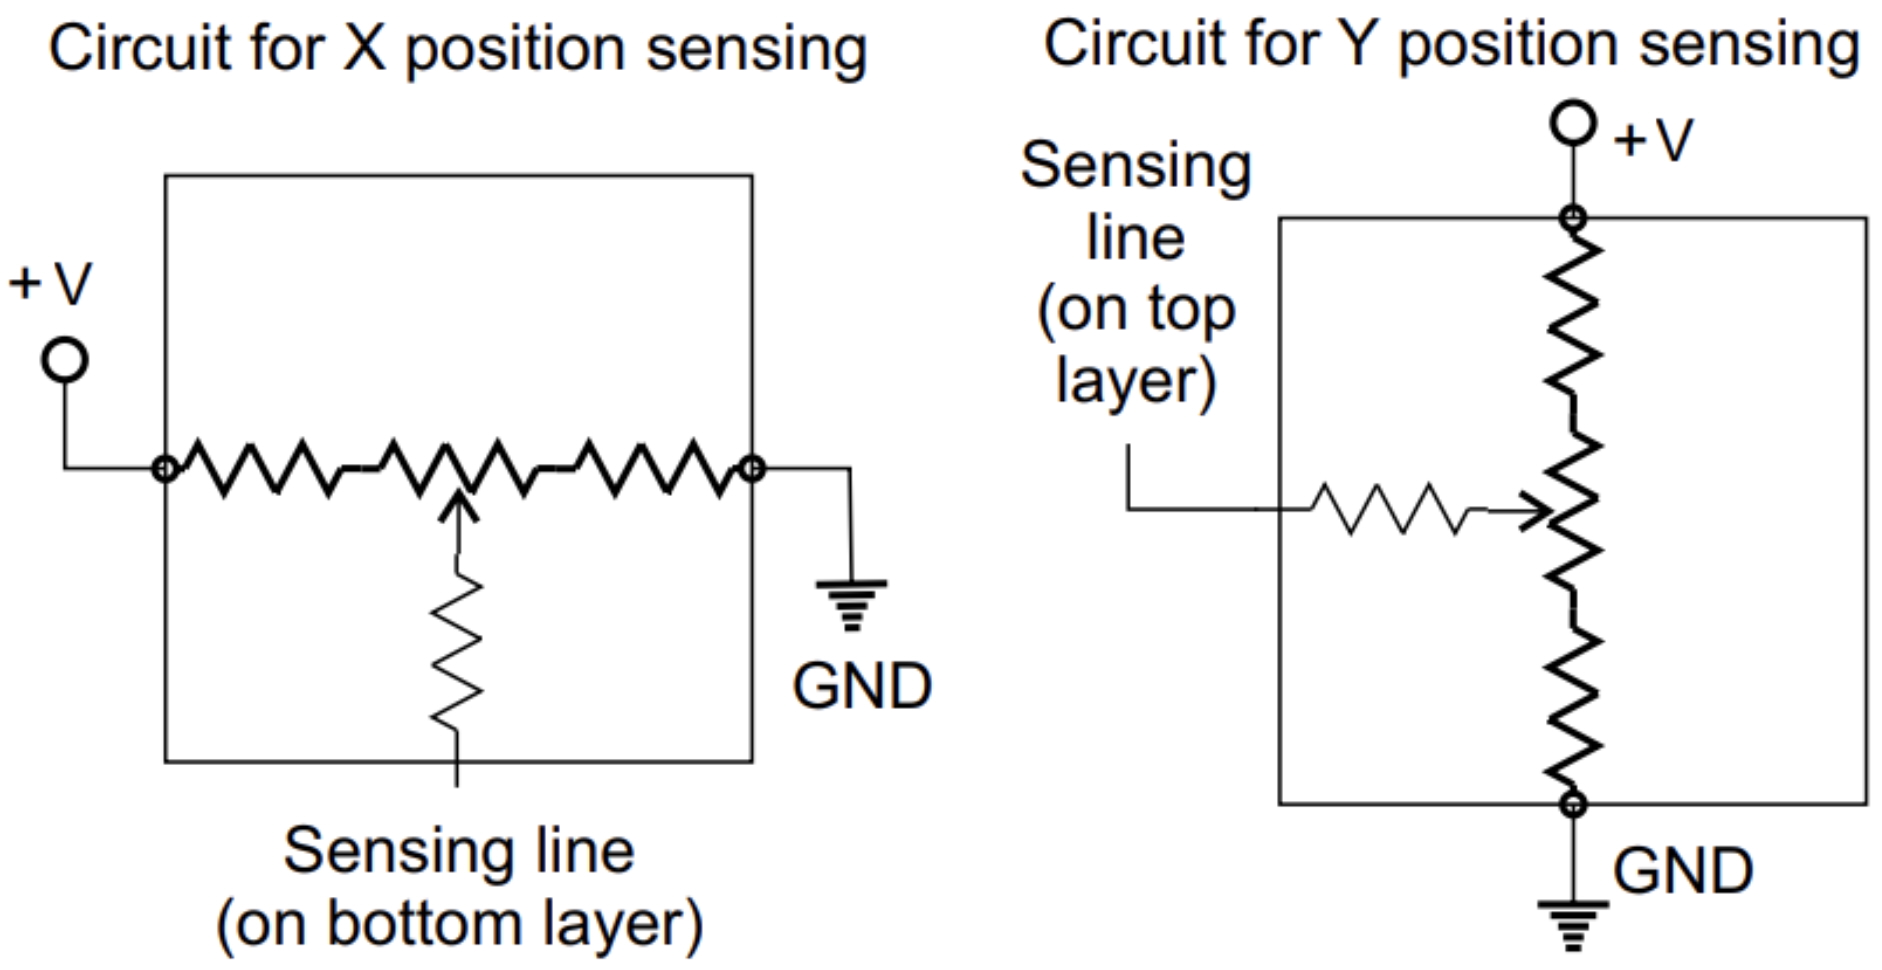 Circuit for X position sensing
+ V
GND
Sensing line
(on bottom layer)
Circuit for Y position sensing
+ V
Sensing
line
(on top
layer)
GND